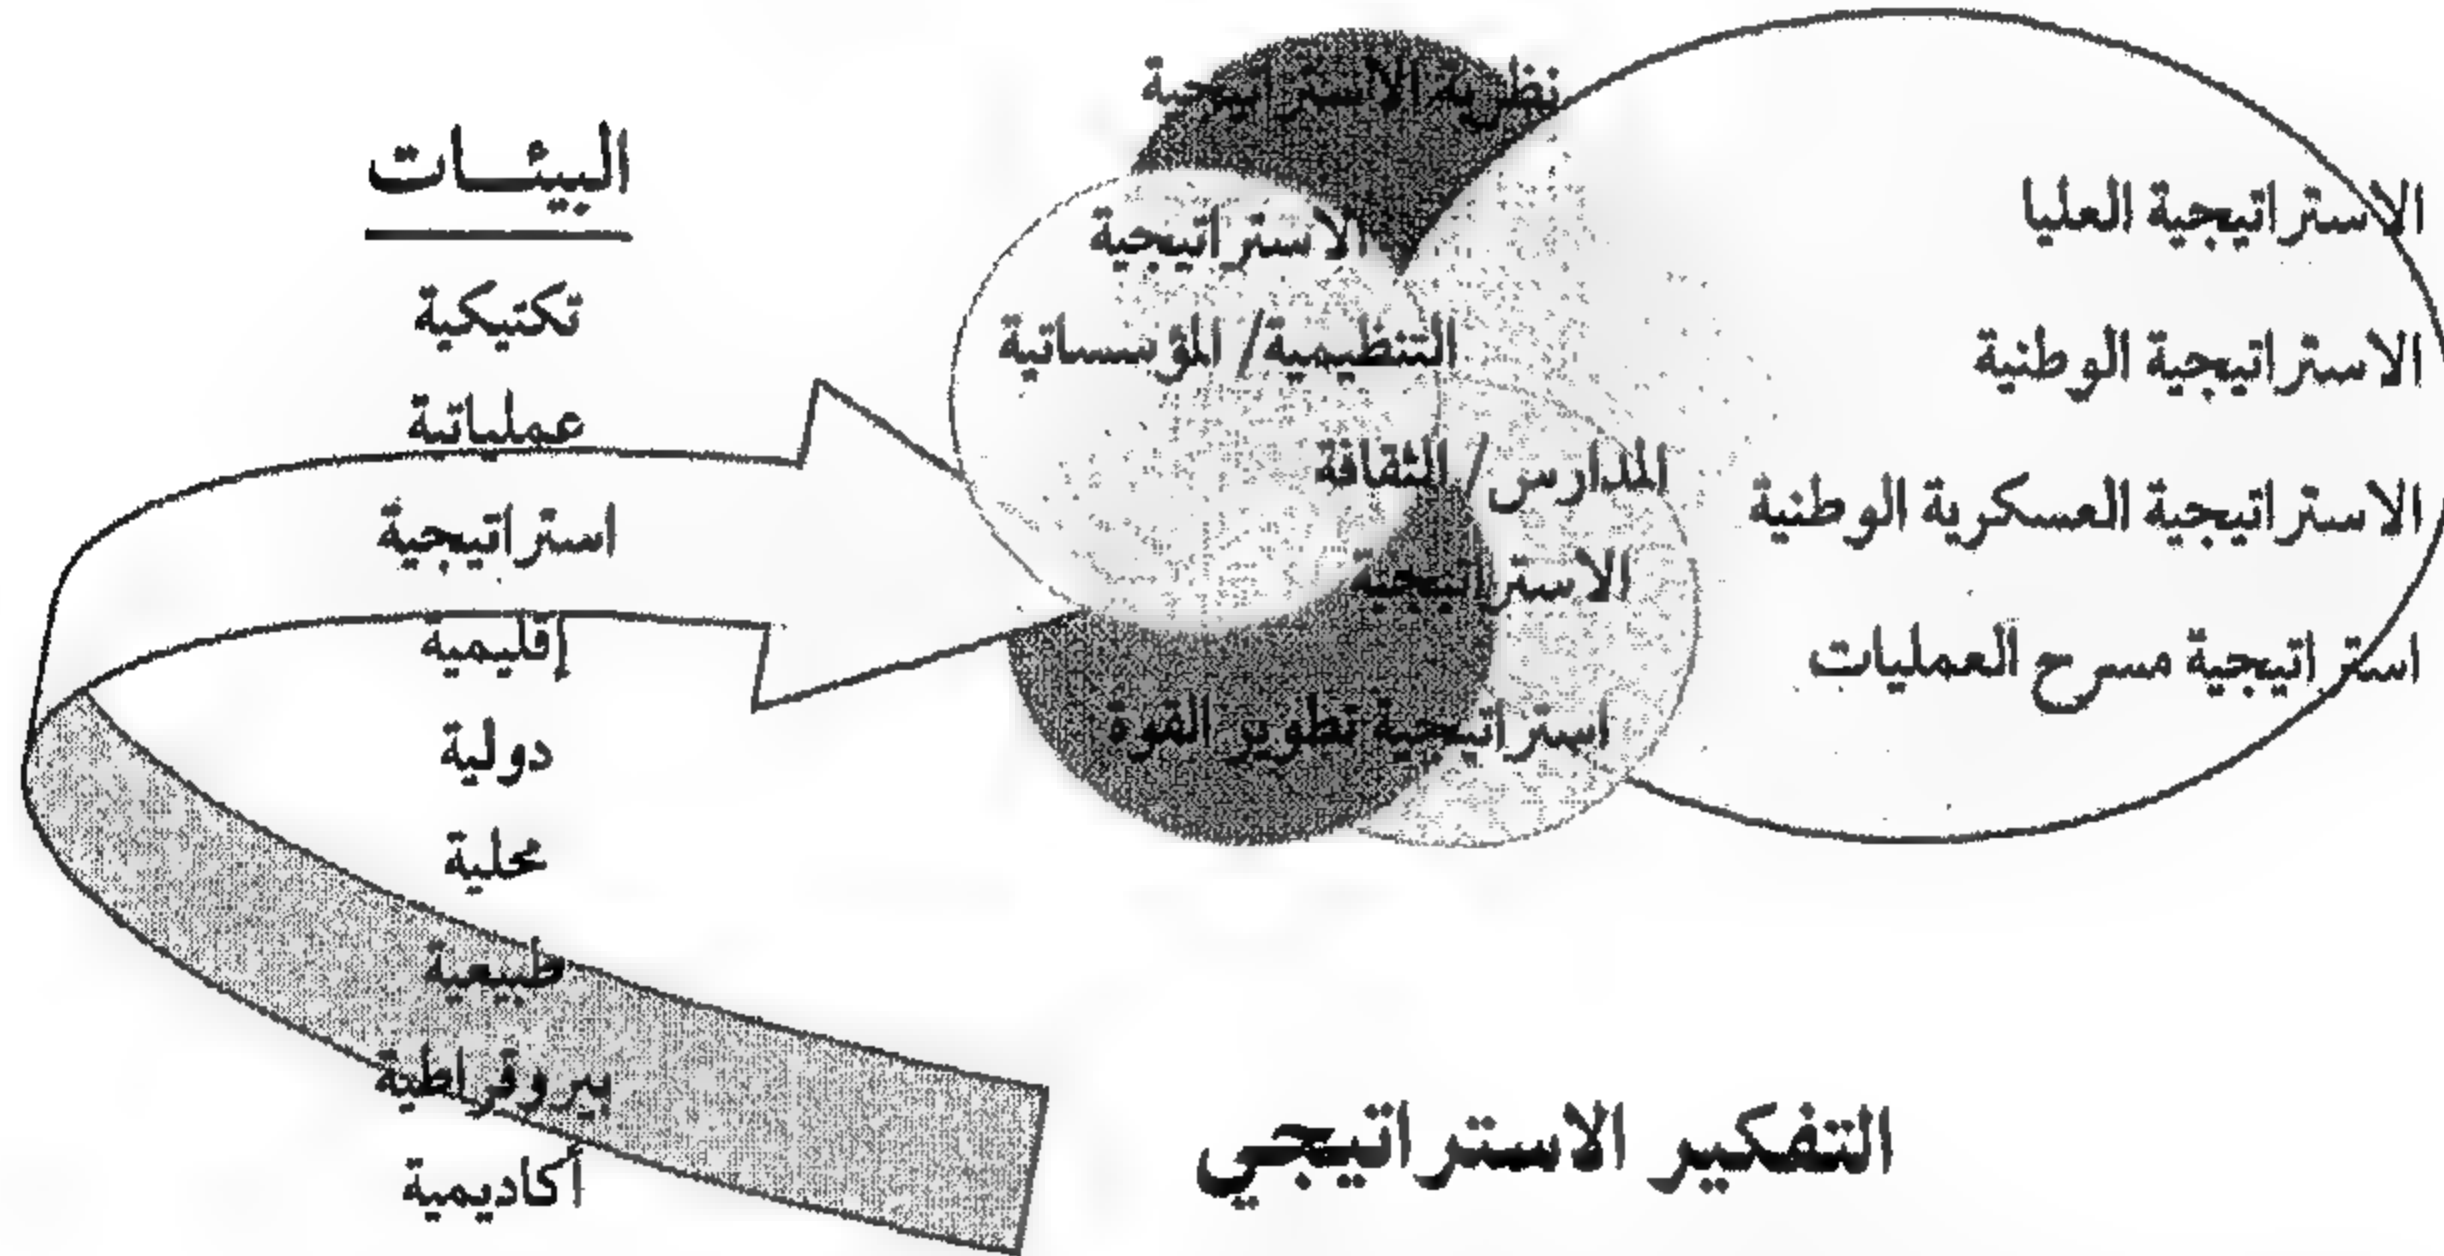 الاستراتيجية العليا
الاستراتيجية الوطنية
الاستراتيجية العسكرية الوطنية
استراتيجية مسرح العمليات
نظرية الاستراتيجية
الاستراتيجية
التنظيمية/ المؤسساتية
المدارس/ الثقافة
الاستراتيجية
استراتيجية تطوير القوة
البيئـــات
تكتيكية
عملياتية
استراتيجية
إقليمية
دولية
محلية
طبيعية
بيروقراطية
أكاديمية
التفكير الاستراتيجي